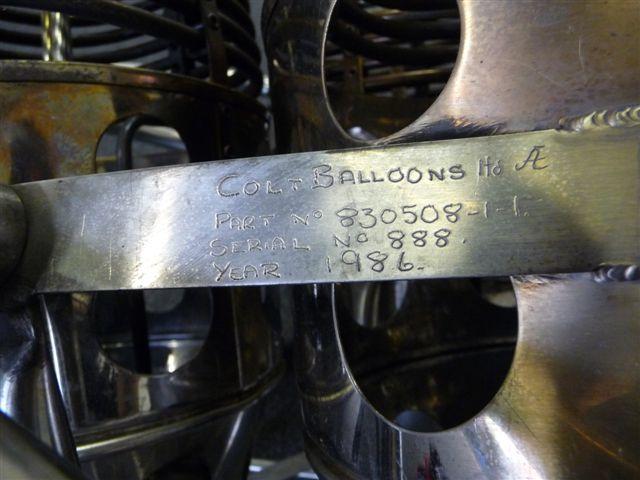 COLT BALLOONS ltd Æ
PART No 830508-1-1.
SERIAL No 888.
YEAR 1986.